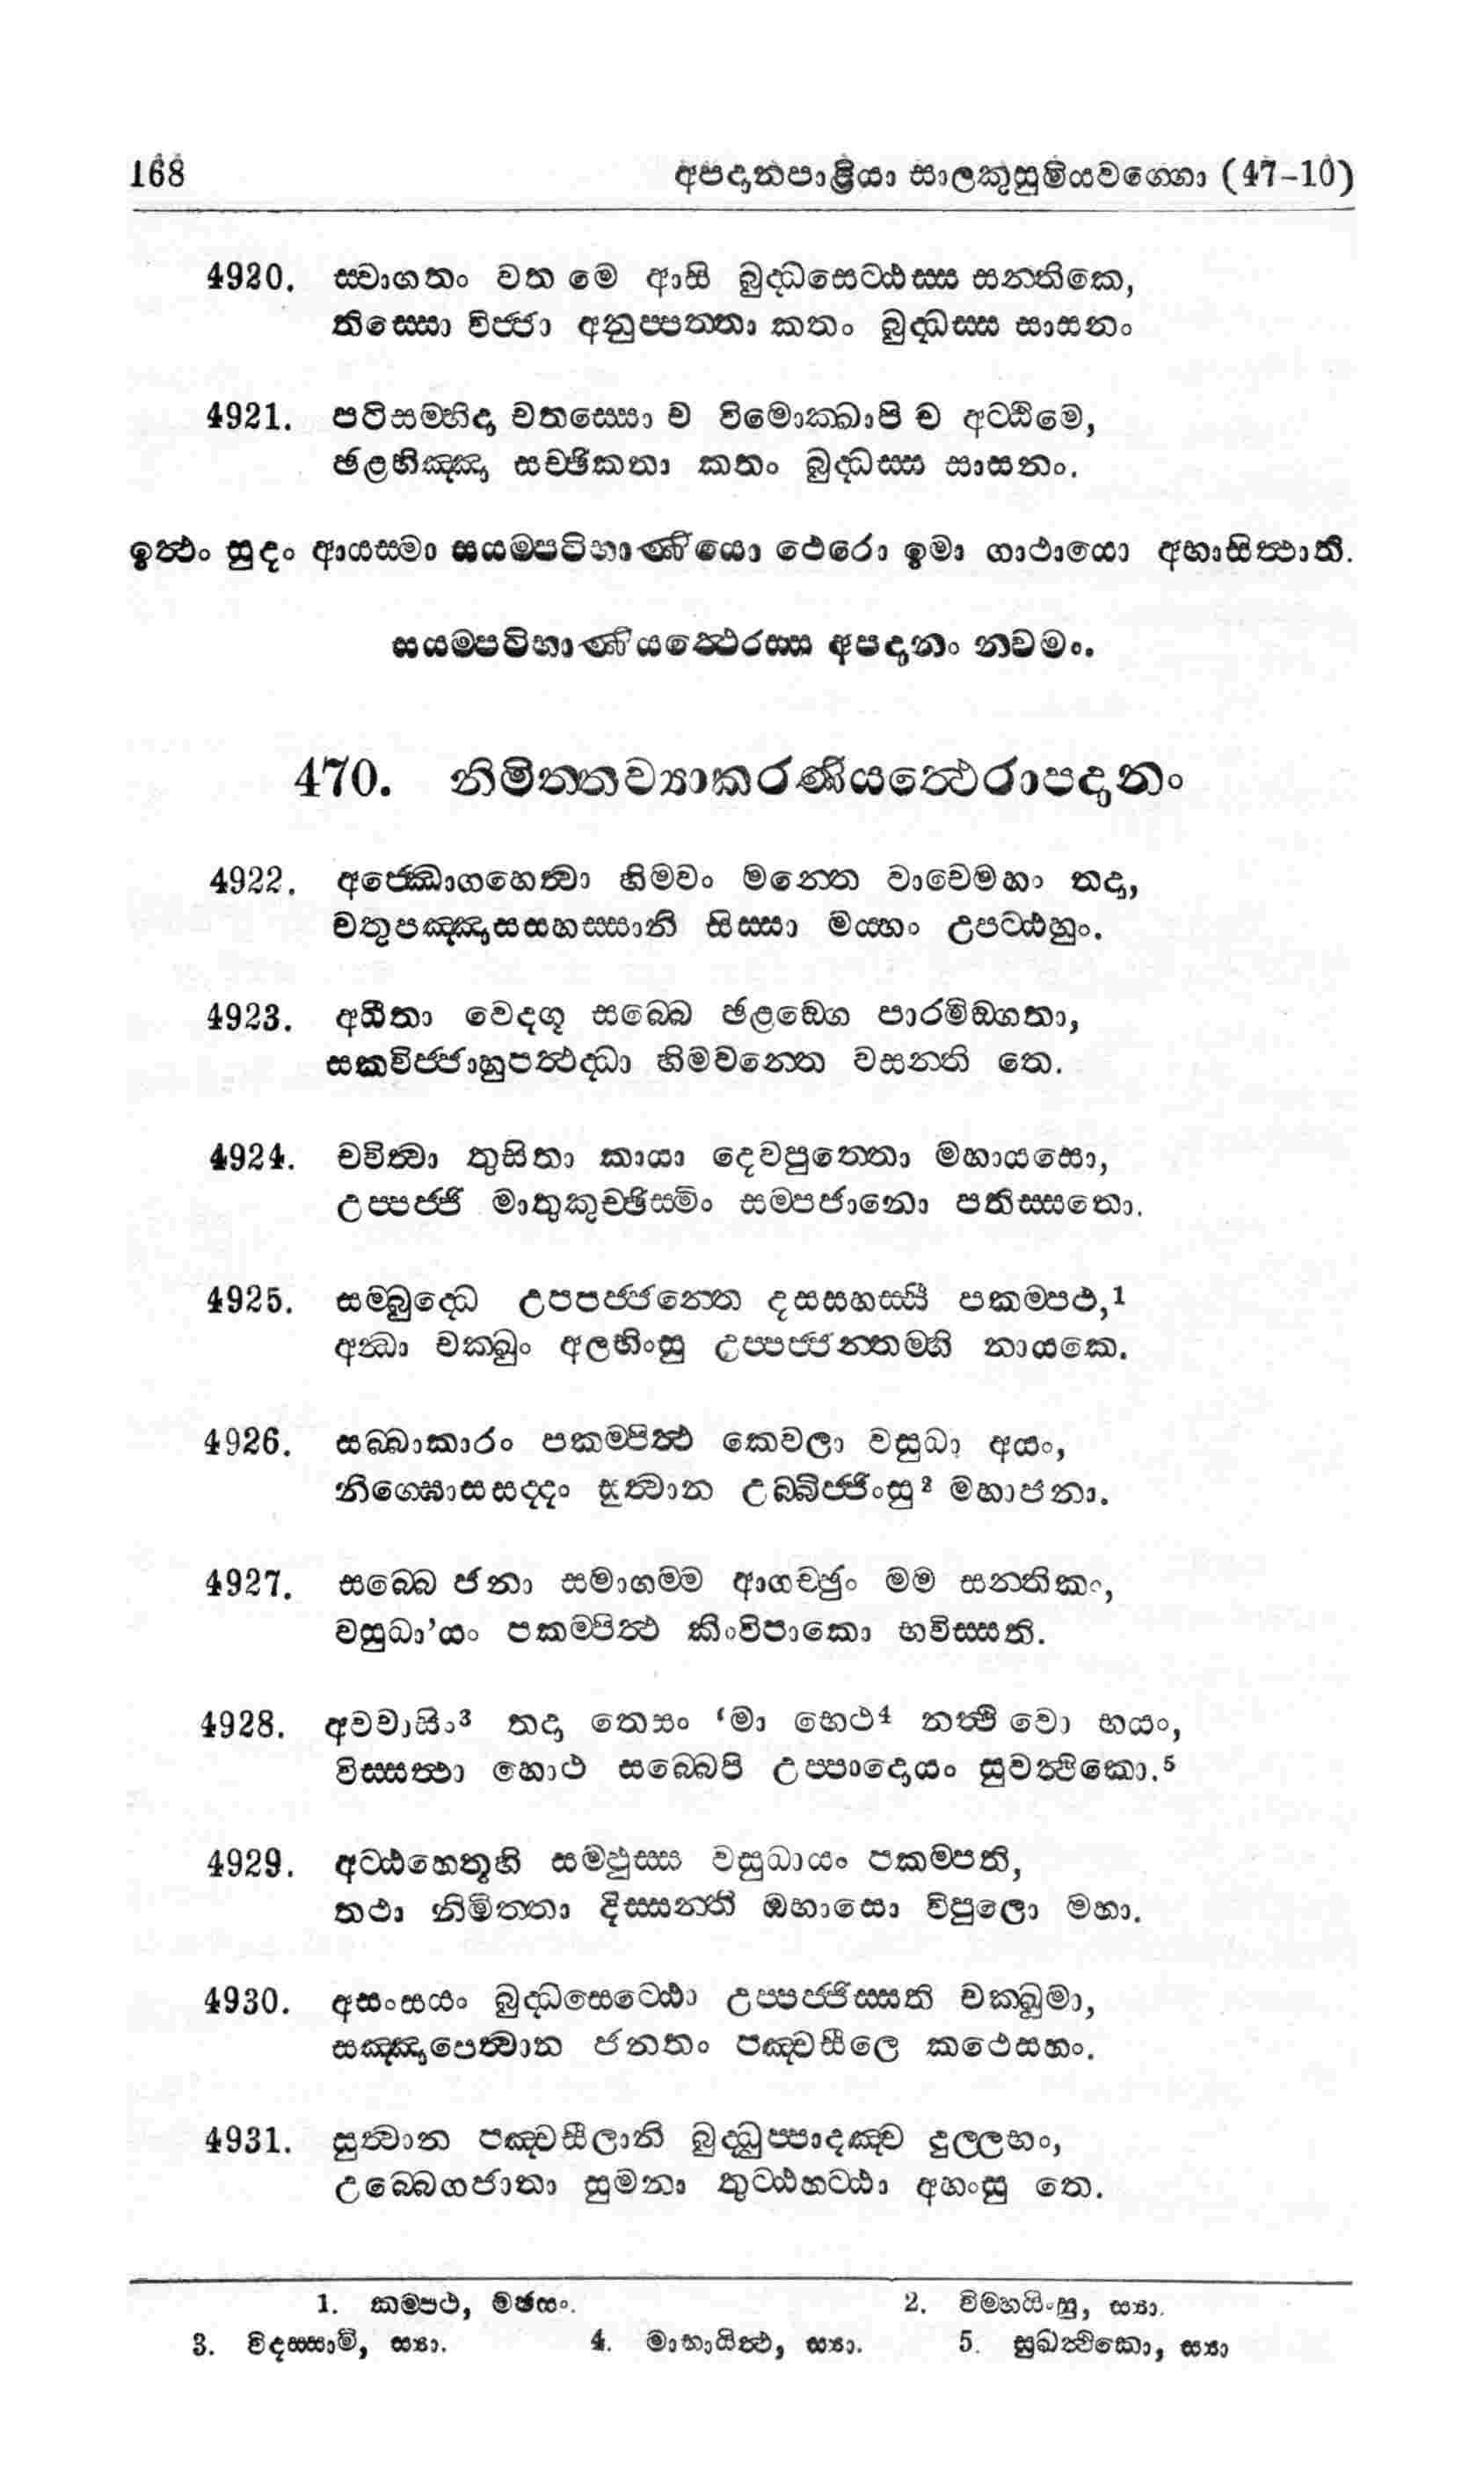 168 අපදානපාළියා සාලකුසුමියවග්ගො (47-10)
4920. ස්වාගතං වත මෙ ආසි බුද්ධසෙට්ඨස්ස සන්තිකෙ,
තිස්සො විජ්ජා අනුප්පත්තා කතං බුද්ධස්ස සාසනං
4921. පටිසම්භිදා චතස්සො ච විමොක්ඛාපි ච අට්ඨිමෙ,
ඡළභිඤ්ඤා සච්ඡිකතා කතං බුද්ධස්ස සාසනං.
ඉත්ථං සුදං ආයස්මා සයම්පටිභාණියො ථෙරො ඉමා ගාථායො අභාසිත්ථාති.
සයම්පටිභාණියත්ථෙරස්ස අපදානං නවමං.
470. නිමිත්තව්‍යාකරණියත්ථෙරාපදානං
4922. අජ්ඣොගහෙත්වා හිමවං මන්තෙ වාචෙමහං තදා,
චතුපඤ්ඤාසසහස්සානි සිස්සා මය්හං උපට්ඨහුං.
4923. අධීතා වෙදගූ සබ්බෙ ඡළඞ්ගෙ පාරමිඞ්ගතා,
සකවිජ්ජාහුපත්ථද්ධා හිමවන්තෙ වසන්ති තෙ.
4924. චවිත්වා තුසිතා කායා දෙවපුත්තො මහායසො,
උප්පජ්ජි මාතුකුච්ඡිස්මිං සම්පජානො පතිස්සතො.
4925. සම්බුද්ධෙ උපපජ්ජන්තෙ දසසහස්සී පකම්පථ,1
අන්ධා චක්ඛුං අලභිංසු උප්පජ්ජන්තම්හි නායකෙ.
4926. සබ්බාකාරං පකම්පිත්ථ කෙවලා වසුධා අයං,
නිග්ඝොසසද්දං සුත්වාන උබ්බිජ්ජිංසු2 මහාජනා.
4927. සබ්බෙ ජනා සමාගම්ම ආගච්ඡුං මම සන්තිකං,
වසුධා’යං පකම්පිත්ථ කිංවිපාකො භවිස්සති.
4928. අවචාසිං3 තදා තෙසං ‘මා භෙථ4 නත්ථි වො භයං,
විස්සත්ථා හොථ සබ්බෙපි උප්පාදොයං සුවත්ථිකො.5
4929. අට්ඨහෙතූහි සම්ඵුස්ස වසුධායං පකම්පති,
තථා නිමිත්තා දිස්සන්ති ඔභාසො විපුලො මහා.
4930. අසංසයං බුද්ධසෙට්ඨො උප්පජ්ජිස්සති චක්ඛුමා,
සඤ්ඤාපෙත්වාන ජනතං පඤ්චසීලෙ කථෙසහං.
4931. සුත්වාන පඤ්චසීලානි බුද්ධුප්පාදඤ්ච දුල්ලභං,
උබ්බෙගජාතා සුමනා තුට්ඨහට්ඨා අහංසු තෙ.
1. කම්පථ, මඡසං. 2. විම්හයිංසු, ස්‍යා.
3. විදස්සාමි, ස්‍යා. 4. මාභායිත්ථ, ස්‍යා. 5. සුඛත්ථිකො, ස්‍යා